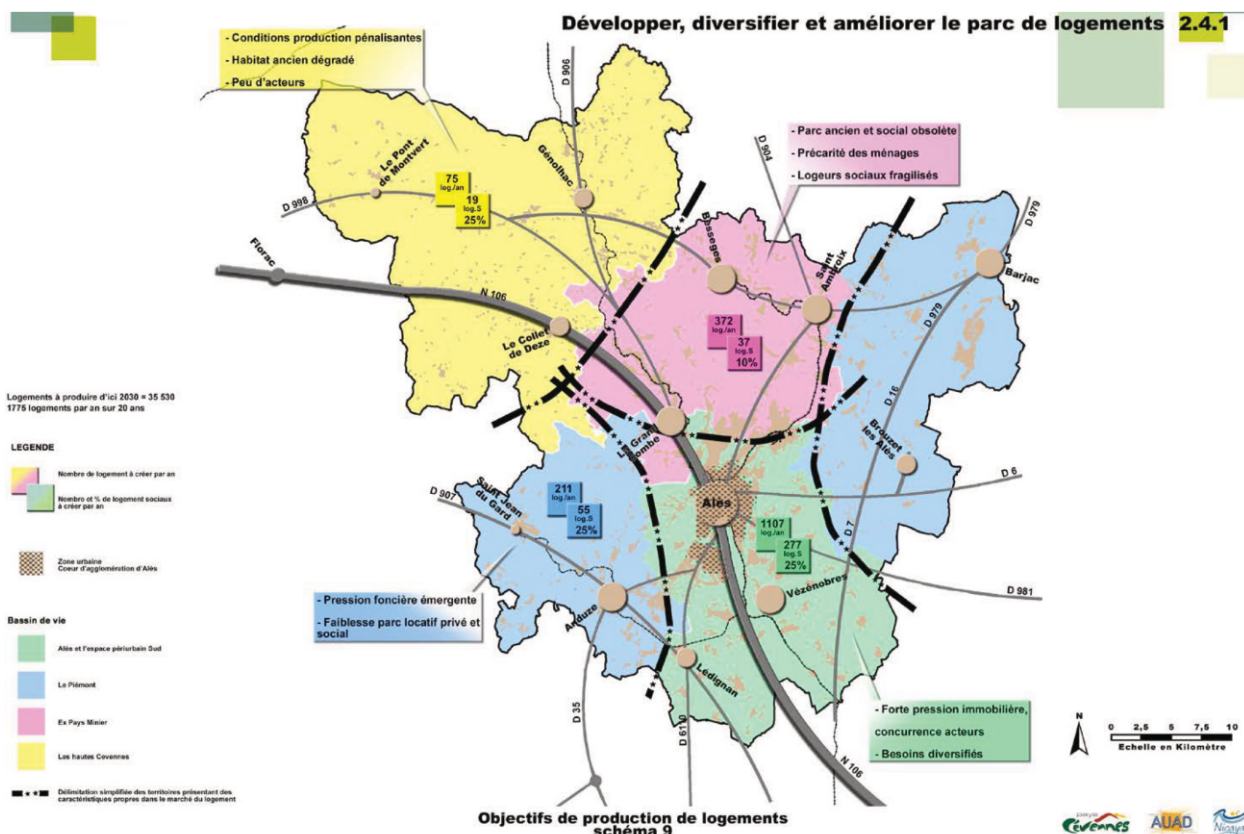 Développer, diversifier et améliorer le parc de logements 2.4.1
- Conditions production pénalisantes
- Habitat ancien dégradé
- Peu d'acteurs
D 906
- Parc ancien et social obsolète
- Précarité des ménages
- Logeurs sociaux fragilisés
D 904
Le Pont
de Montvert
Génolhac
75
log./an
19
log.S
25%
D 998
Florac
N 106
Besseges
Saint
Ambroix
D 979
Barjac
D 979
Le Collet
de Deze
372
log./an
37
log.S
10%
D 16
Logements à produire d'ici 2030 = 35 530
1775 logements par an sur 20 ans
LEGENDE
Nombre de logement à créer par an
Nombre et % de logement sociaux
à créer par an
Zone urbaine
Coeur d'agglomération d'Alès
La Grand
Combe
Brouzet
les Alès
D 6
D 907
Saint Jean
du Gard
211
log./an
55
log.S
25%
Alès
1107
log./an
277
log.S
25%
D 7
D 981
Vézénobres
- Pression foncière émergente
- Faiblesse parc locatif privé et
social
Anduze
Lédignan
D 35
D 6110
N 106
Bassin de vie
Alès et l'espace périurbain Sud
Le Piémont
Ex Pays Minier
Les hautes Cevennes
Délimitation simplifiée des territoires présentant des
caractéristiques propres dans le marché du logement
- Forte pression immobilière,
concurrence acteurs
- Besoins diversifiés
N
0 2,5 5 7,5 10
Echelle en Kilomètre
Objectifs de production de logements
schéma 9
Cévennes
AUAD